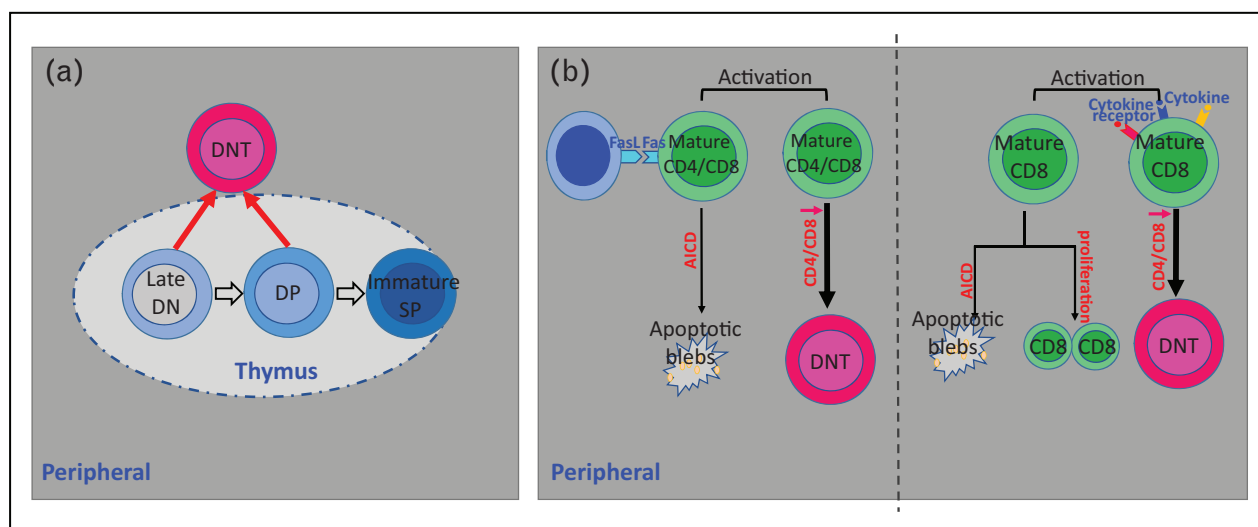 (a)
DNT
Late
DN
DP
Immature
SP
Thymus
Peripheral
(b)
Activation
FasL Fas
Mature
CD4/CD8
Mature
CD4/CD8
AICD
CD4/CD8
Apoptotic
blebs
DNT
Peripheral
Activation
Cytokine
receptor
Cytokine
Mature
CD8
Mature
CD8
AICD
proliferation
CD4/CD8
Apoptotic
blebs
CD8 CD8
DNT